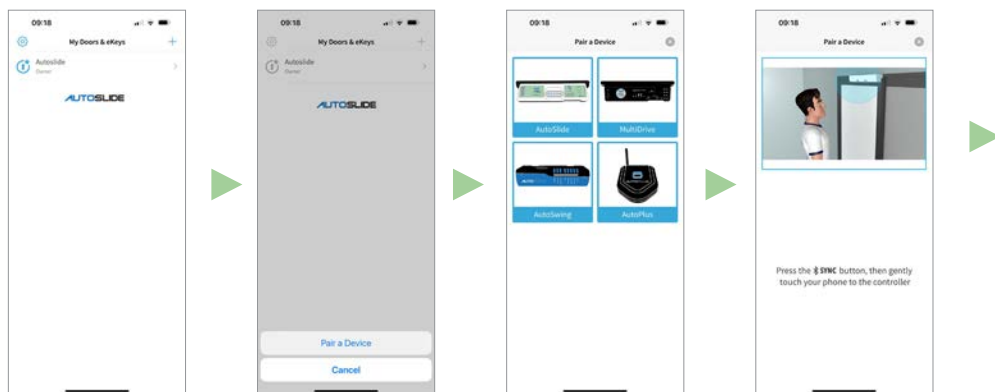 09:18
My Doors & eKeys
Autoslide
Owner
AUTOSLIDE
09:18
My Doors & eKeys
Autoslide
Owner
AUTOSLIDE
Pair a Device
Cancel
09:18
Pair a Device
AutoSlide
MultiDrive
AutoSwing
AutoPlus
09:18
Pair a Device
Press the SYNC button, then gently
touch your phone to the controller